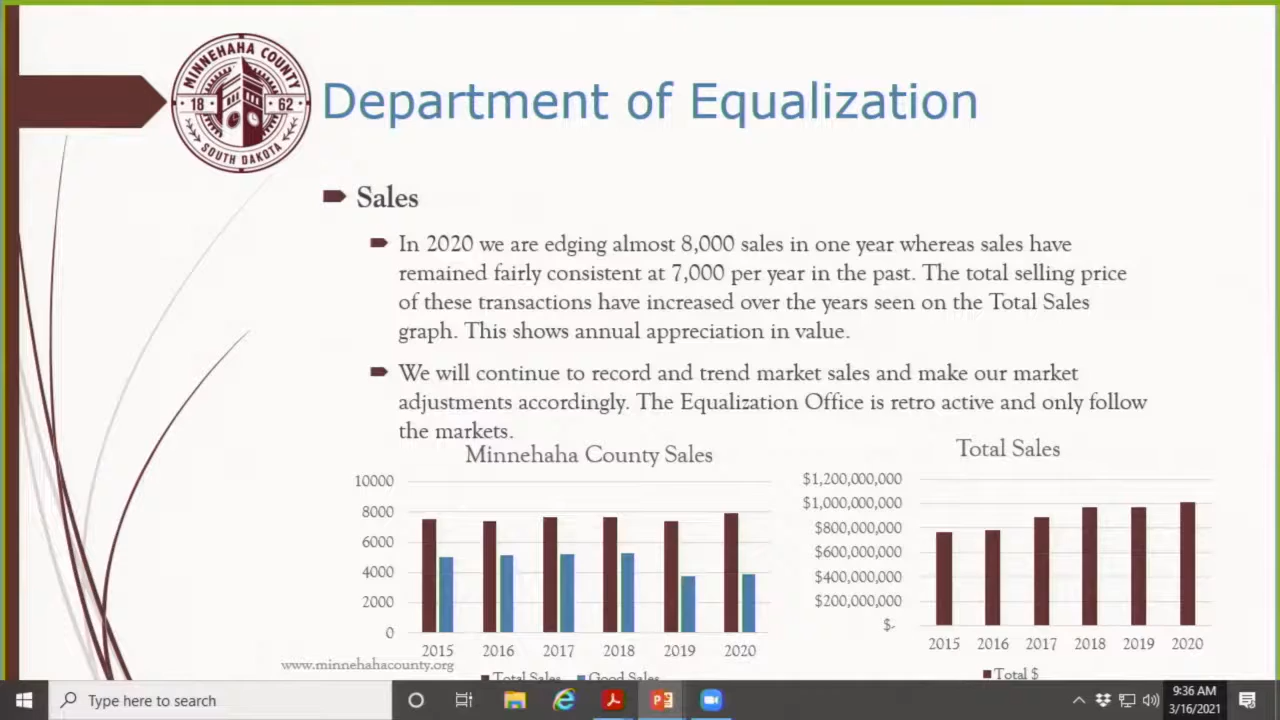 MINNEHAHA COUNTY
18 62
SOUTH DAKOTA
Department of Equalization
Sales
In 2020 we are edging almost 8,000 sales in one year whereas sales have
remained fairly consistent at 7,000 per year in the past. The total selling price
of these transactions have increased over the years seen on the Total Sales
graph. This shows annual appreciation in value.
We will continue to record and trend market sales and make our market
adjustments accordingly. The Equalization Office is retro active and only follow
the markets.
Minnehaha County Sales
10000
8000
6000
4000
2000
0
2015 2016 2017 2018 2019 2020
Total Sales Good Sales
Total Sales
$1,200,000,000
$1,000,000,000
$800,000,000
$600,000,000
$400,000,000
$200,000,000
$-
2015 2016 2017 2018 2019 2020
Total $
www.minnehahacounty.org
Type here to search
9:36 AM
3/16/2021